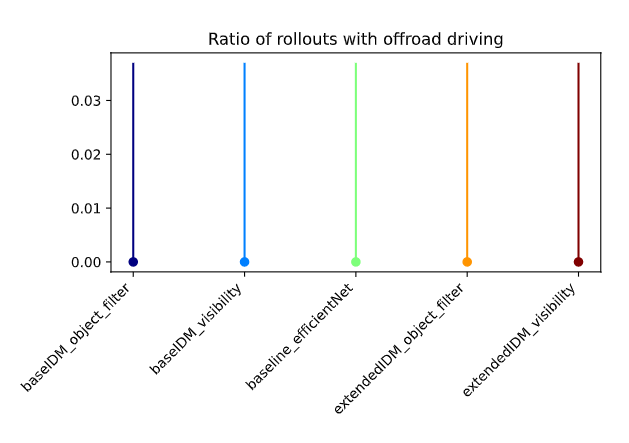 Ratio of rollouts with offroad driving
0.03
0.02
0.01
0.00
baseIDM_object_filter
baseIDM_visibility
baseline_efficientNet
extendedIDM_object_filter
extendedIDM_visibility